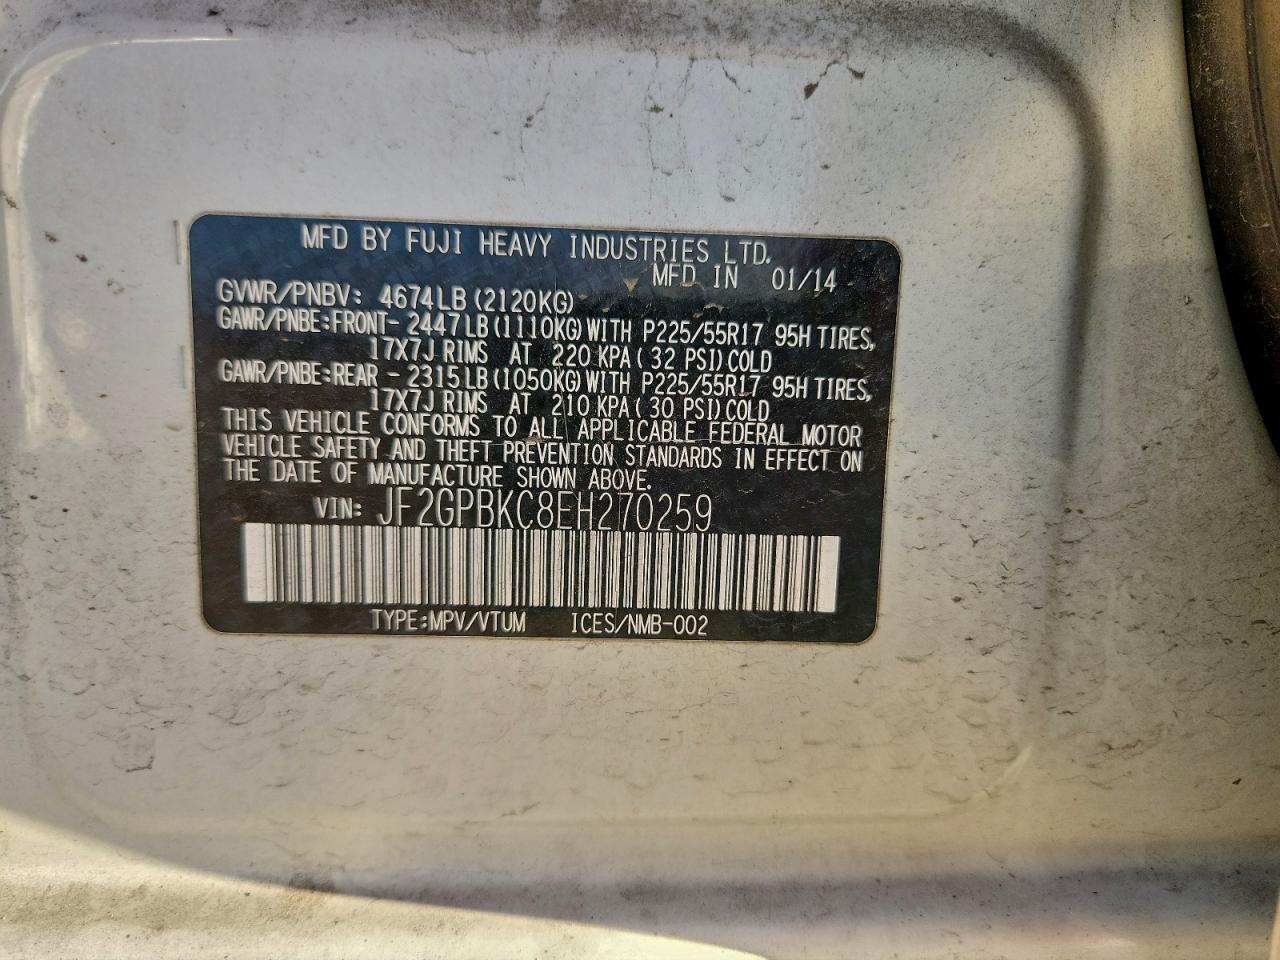 MFD BY FUJI HEAVY INDUSTRIES LTD.
MFD IN 01/14
GVWR/PNBV: 4674LB(2120KG)
GAWR/PNBE:FRONT-2447LB(1110KG)WITH P225/55R17 95H TIRES,
17X7J RIMS AT 220 KPA(32 PSI)COLD
GAWR/PNBE:REAR -2315LB(1050KG)WITH P225/55R17 95H TIRES,
17X7J RIMS AT 210 KPA(30 PSI)COLD
THIS VEHICLE CONFORMS TO ALL APPLICABLE FEDERAL MOTOR
VEHICLE SAFETY AND THEFT PREVENTION STANDARDS IN EFFECT ON
THE DATE OF MANUFACTURE SHOWN ABOVE.
VIN: JF2GPBKC8EH270259
TYPE:MPV/VTUM ICES/NMB-002